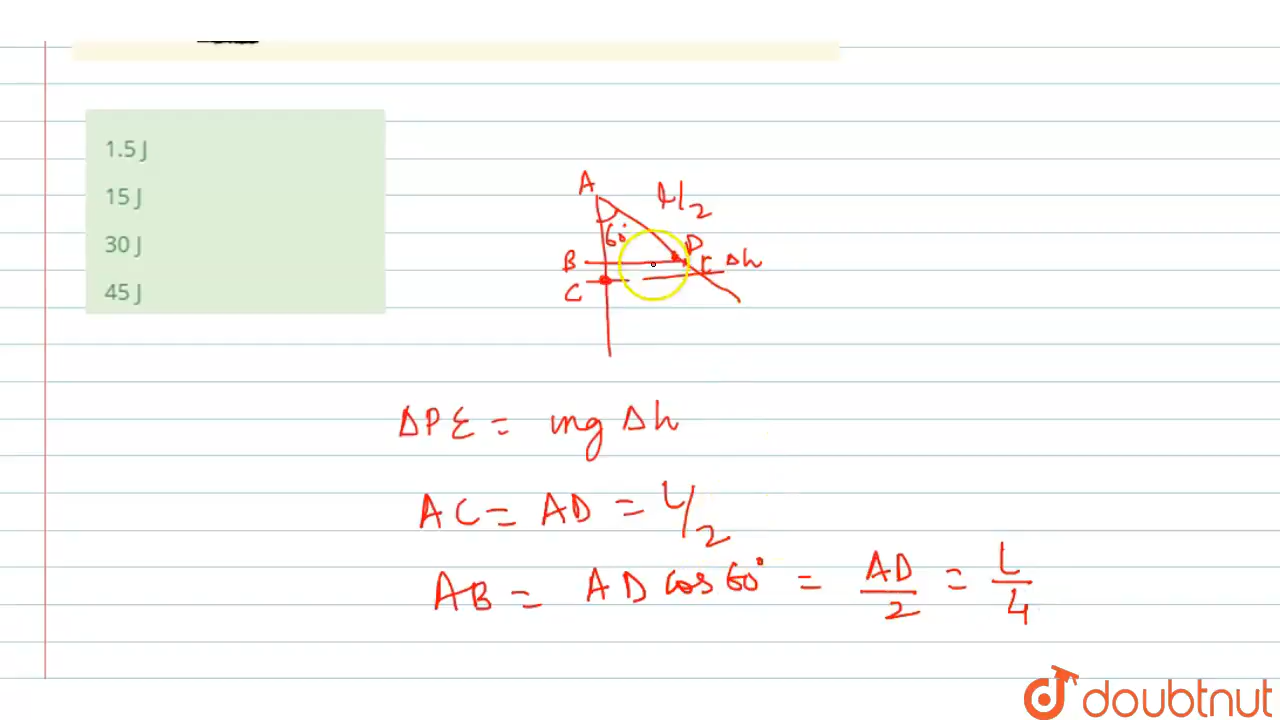 1.5 J
15 J
30 J
45 J
A
L/2
60°
B
D
E Δh
C
ΔPE = mg Δh
AC = AD = L/2
AB = AD cos 60° = AD/2 = L/4
doubtnut